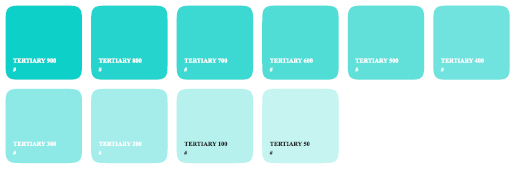 TERTIARY 900
#
TERTIARY 800
#
TERTIARY 700
#
TERTIARY 600
#
TERTIARY 500
#
TERTIARY 400
#
TERTIARY 300
#
TERTIARY 200
#
TERTIARY 100
#
TERTIARY 50
#